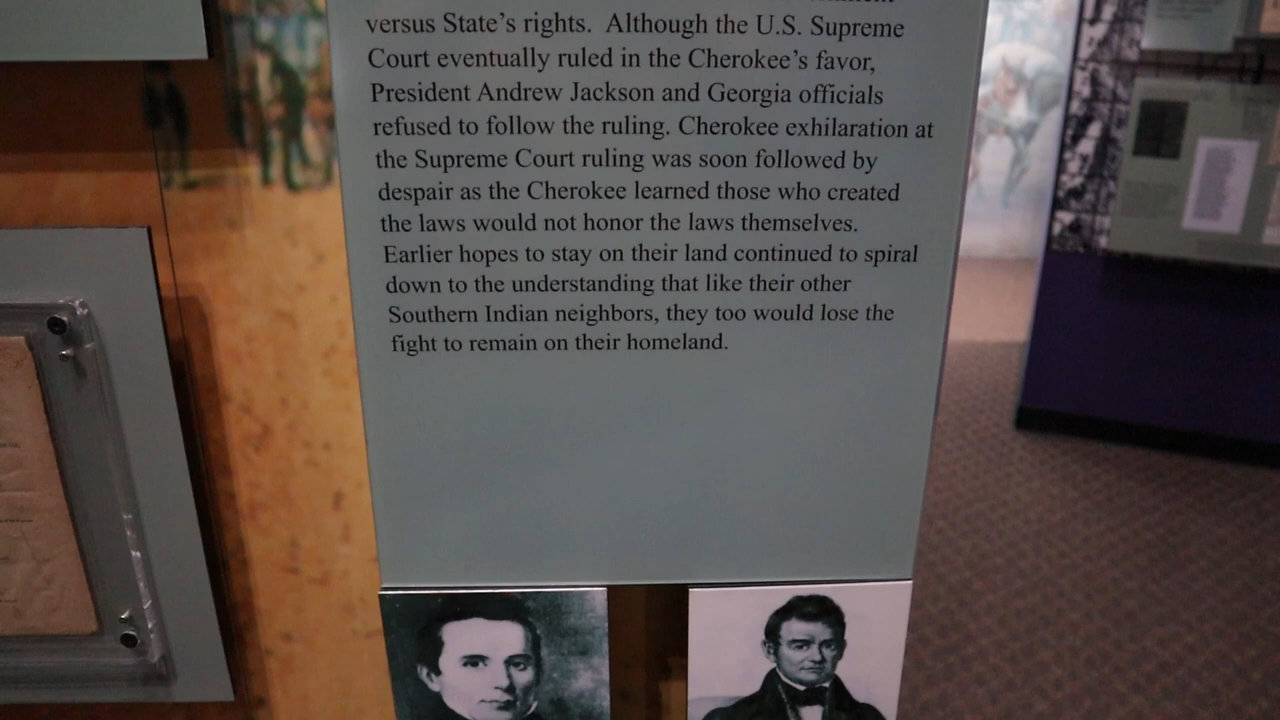 versus State's rights.  Although the U.S. Supreme
Court eventually ruled in the Cherokee's favor,
President Andrew Jackson and Georgia officials
refused to follow the ruling. Cherokee exhilaration at
the Supreme Court ruling was soon followed by
despair as the Cherokee learned those who created
the laws would not honor the laws themselves.
Earlier hopes to stay on their land continued to spiral
down to the understanding that like their other
Southern Indian neighbors, they too would lose the
fight to remain on their homeland.